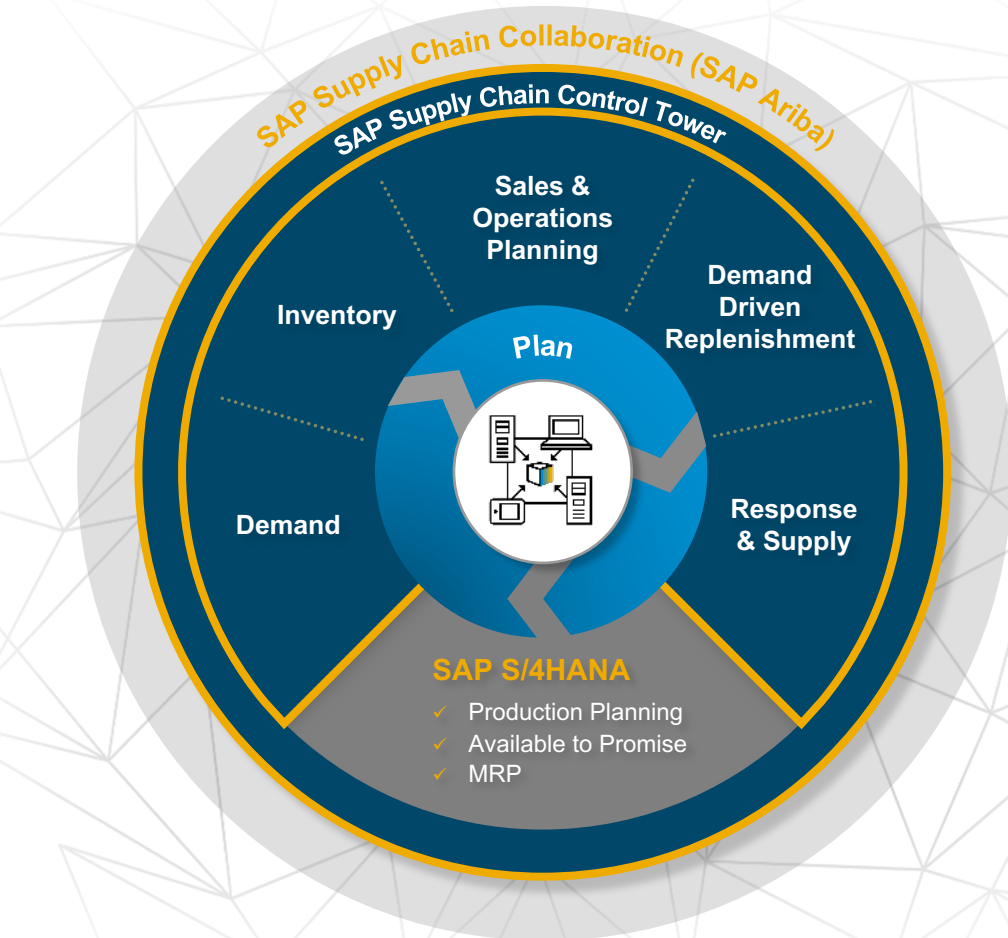 SAP Supply Chain Collaboration (SAP Ariba)
SAP Supply Chain Control Tower
Sales &
Operations
Planning
Inventory
Demand
Driven
Replenishment
Plan
Demand
Response
& Supply
SAP S/4HANA
✓ Production Planning
✓ Available to Promise
✓ MRP